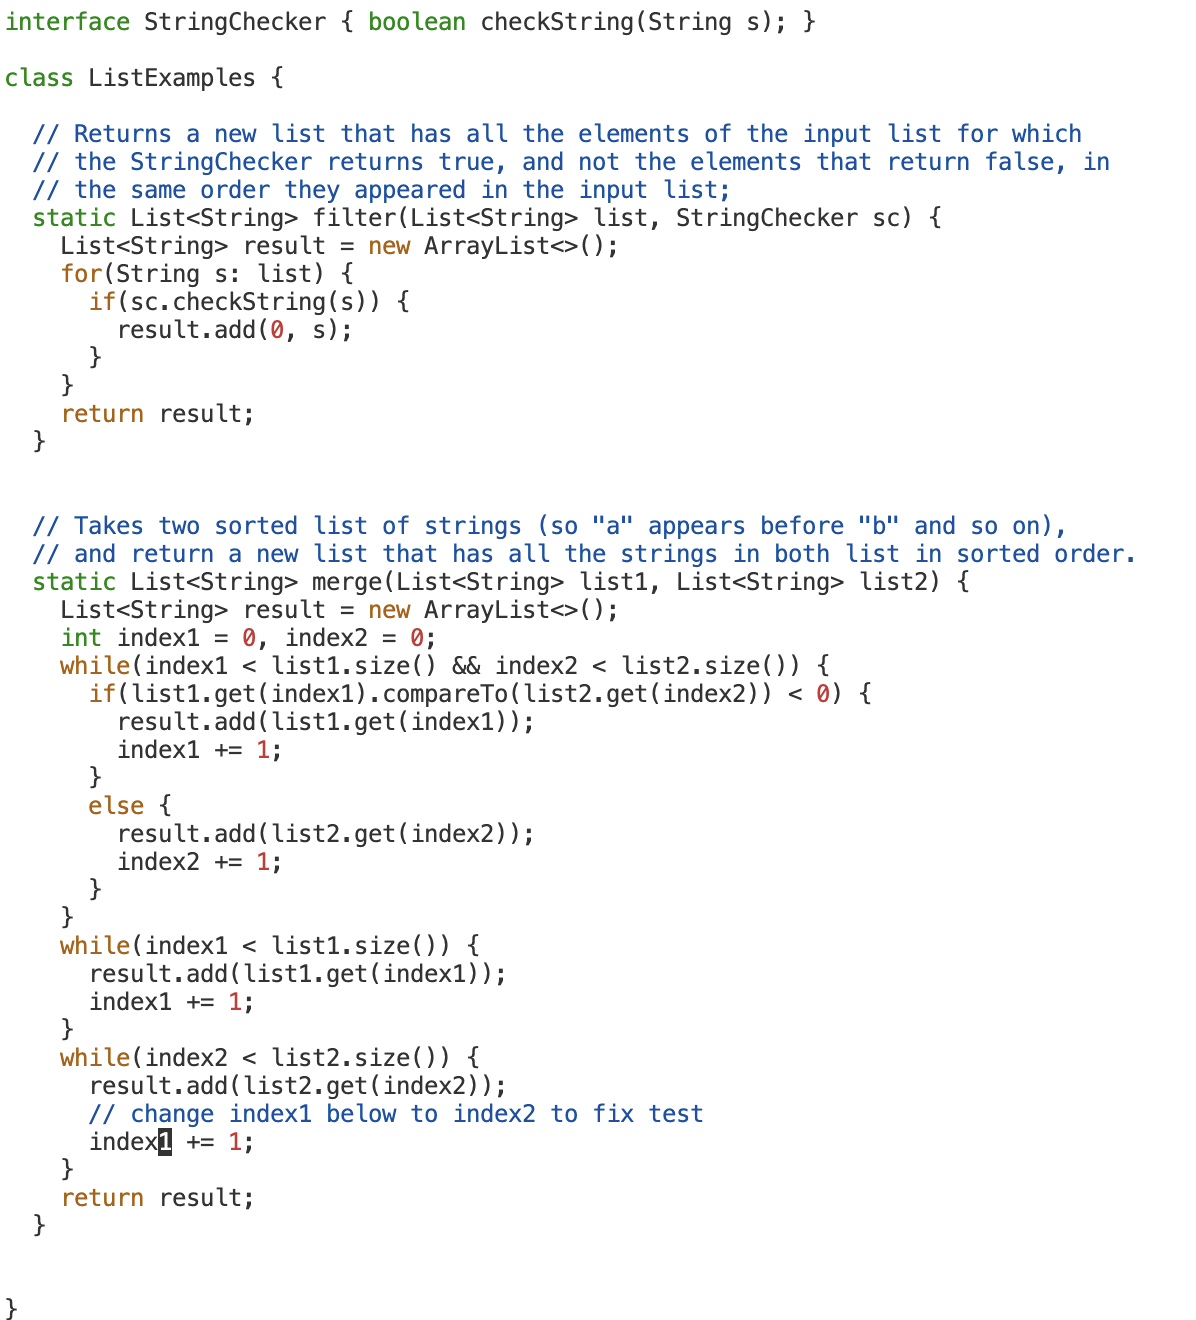 interface StringChecker { boolean checkString(String s); }

class ListExamples {

  // Returns a new list that has all the elements of the input list for which
  // the StringChecker returns true, and not the elements that return false, in
  // the same order they appeared in the input list;
  static List<String> filter(List<String> list, StringChecker sc) {
    List<String> result = new ArrayList<>();
    for(String s: list) {
      if(sc.checkString(s)) {
        result.add(0, s);
      }
    }
    return result;
  }


  // Takes two sorted list of strings (so "a" appears before "b" and so on),
  // and return a new list that has all the strings in both list in sorted order.
  static List<String> merge(List<String> list1, List<String> list2) {
    List<String> result = new ArrayList<>();
    int index1 = 0, index2 = 0;
    while(index1 < list1.size() && index2 < list2.size()) {
      if(list1.get(index1).compareTo(list2.get(index2)) < 0) {
        result.add(list1.get(index1));
        index1 += 1;
      }
      else {
        result.add(list2.get(index2));
        index2 += 1;
      }
    }
    while(index1 < list1.size()) {
      result.add(list1.get(index1));
      index1 += 1;
    }
    while(index2 < list2.size()) {
      result.add(list2.get(index2));
      // change index1 below to index2 to fix test
      index1 += 1;
    }
    return result;
  }


}